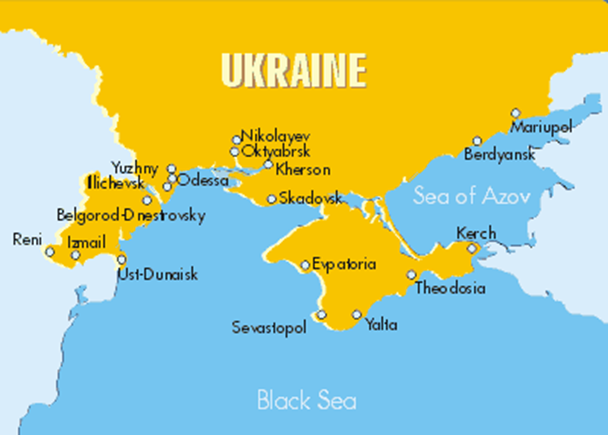 UKRAINE
Nikolayev
Mariupol
Oktyabrsk
Berdyansk
Yuzhny
Kherson
Illichevsk
Odessa
Sea of Azov
Skadovsk
Belgorod-Dnestrovsky
Kerch
Reni
Izmail
Evpatoria
Ust-Dunaisk
Theodosia
Sevastopol
Yalta
Black Sea